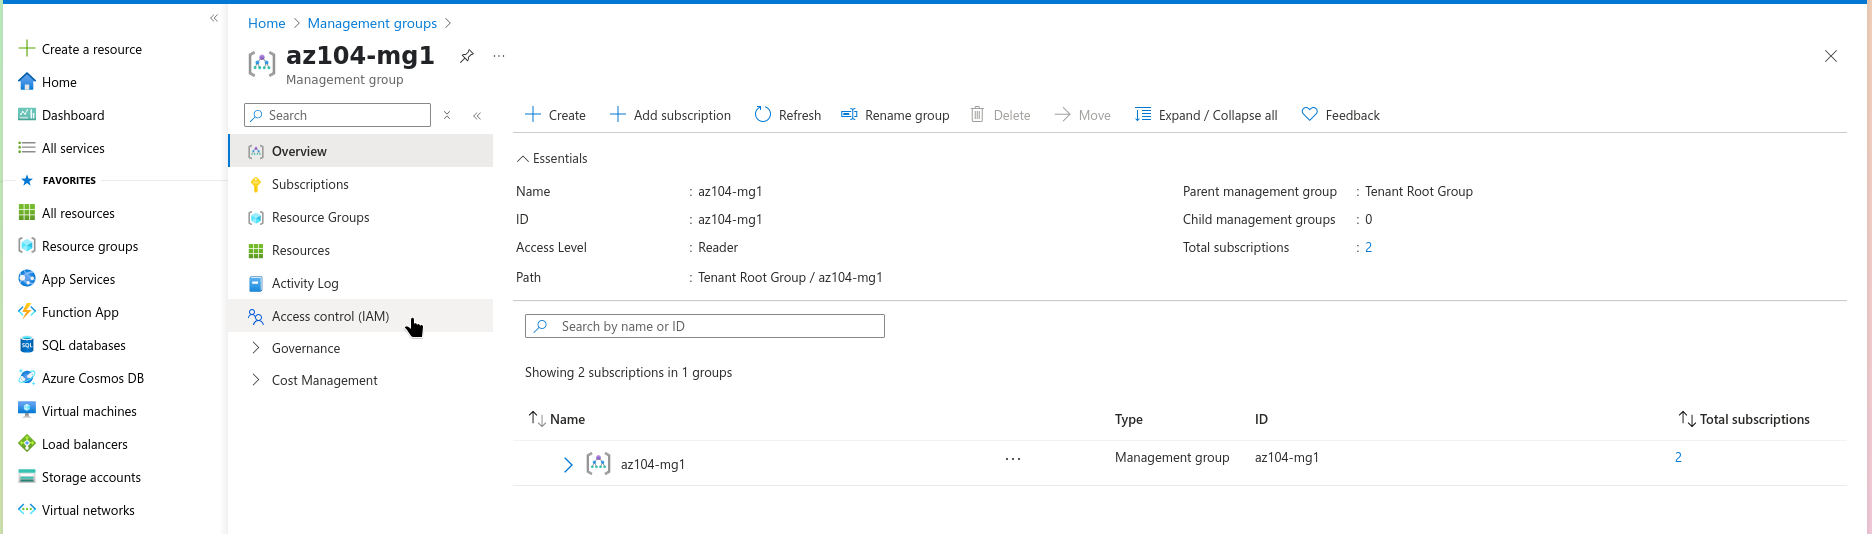 Create a resource
Home
Dashboard
All services
FAVORITES
All resources
Resource groups
App Services
Function App
SQL databases
Azure Cosmos DB
Virtual machines
Load balancers
Storage accounts
Virtual networks
Home > Management groups >
az104-mg1
Management group
Search
Overview
Subscriptions
Resource Groups
Resources
Activity Log
Access control (IAM)
Governance
Cost Management
Create Add subscription Refresh Rename group Delete Move Expand / Collapse all Feedback
Essentials
Name : az104-mg1
ID : az104-mg1
Access Level : Reader
Path : Tenant Root Group / az104-mg1
Parent management group : Tenant Root Group
Child management groups : 0
Total subscriptions : 2
Search by name or ID
Showing 2 subscriptions in 1 groups
Name Type ID Total subscriptions
az104-mg1 ... Management group az104-mg1 2